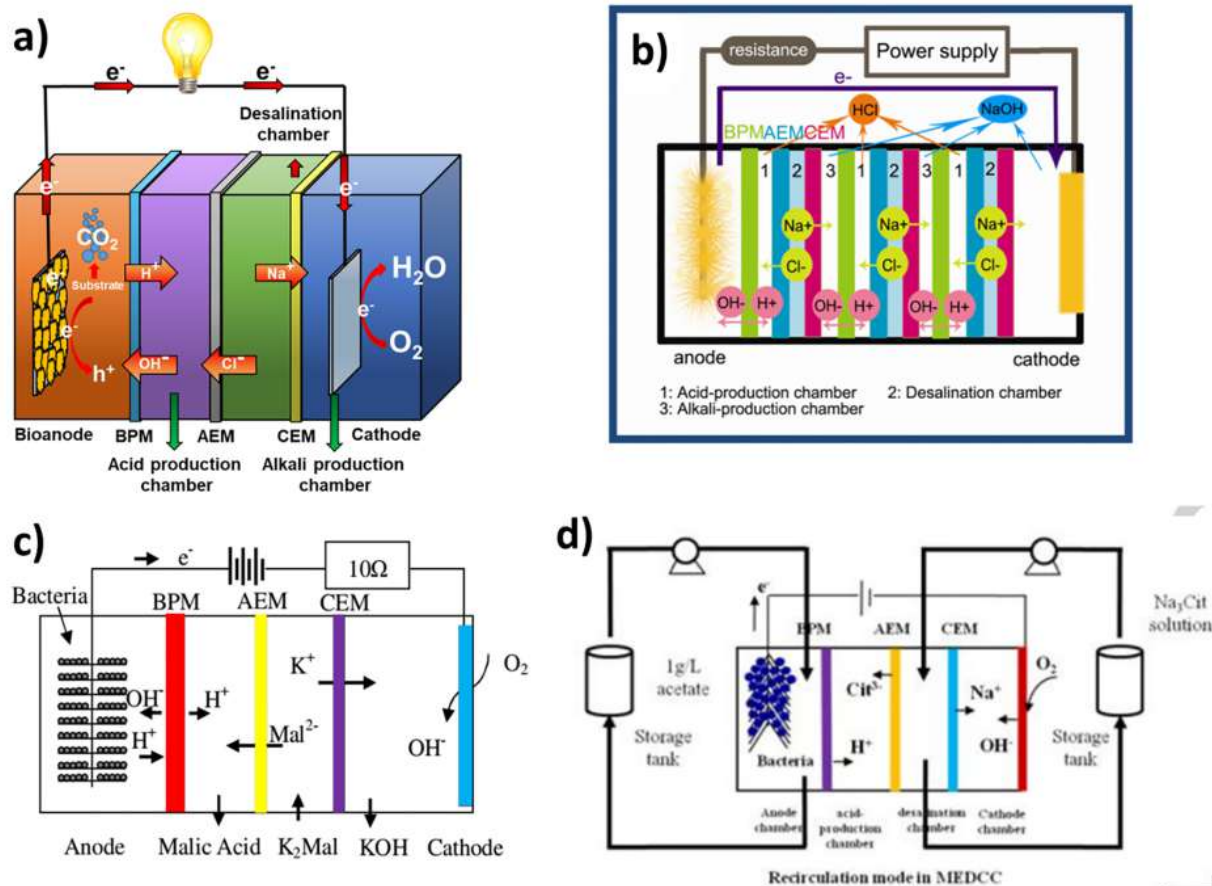 a)
e-
e-
Desalination
chamber
e-
e-
CO2
e-
Substrate
e-
h+
H+
OH-
Cl-
Na+
e-
H2O
O2
Bioanode
BPM
AEM
CEM
Cathode
Acid production
chamber
Alkali production
chamber
b)
resistance
Power supply
e-
HCl
NaOH
BPM AEM CEM
1 2 3 1 2 3 1 2
Na+
Na+
Na+
Cl-
Cl-
Cl-
OH- H+
OH- H+
OH- H+
anode
cathode
1: Acid-production chamber
2: Desalination chamber
3: Alkali-production chamber
c)
e-
10Ω
Bacteria
BPM
AEM
CEM
K+
O2
OH-
H+
H+
Mal2-
OH-
Anode
Malic Acid
K2Mal
KOH
Cathode
d)
e-
Na3Cit
solution
BPM
AEM
CEM
1g/L
acetate
O2
Cit3-
Na+
Storage
tank
H+
OH-
Storage
tank
Bacteria
Anode
chamber
acid-
production
chamber
desalination
chamber
Cathode
chamber
Recirculation mode in MEDCC